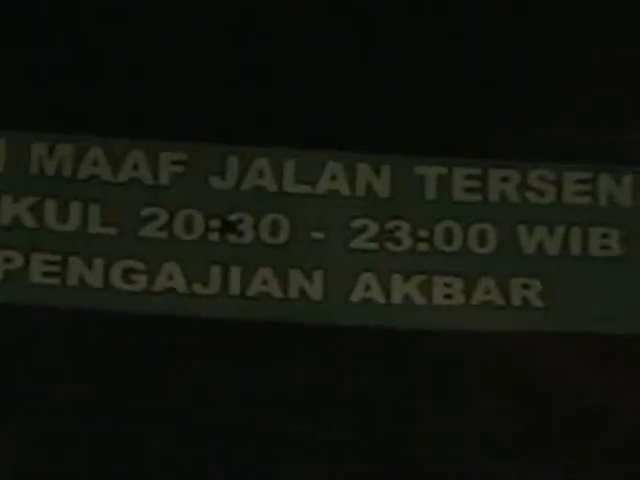 MAAF JALAN TERSEN
KUL 20:30 - 23:00 WIB
PENGAJIAN AKBAR